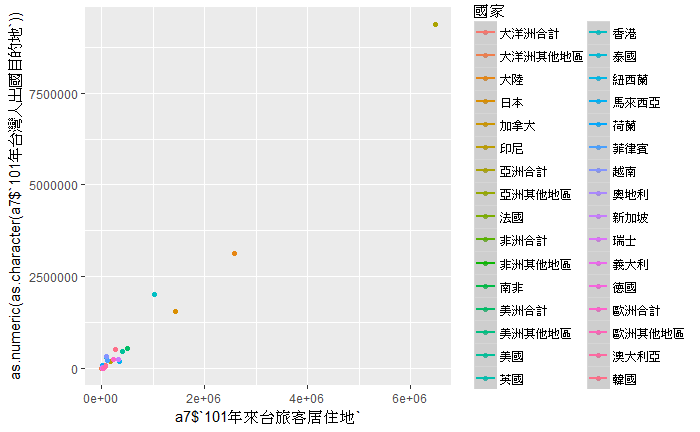 as.numeric(as.character(a7$`101年台灣人出國目的地`))
7500000
5000000
2500000
0
0e+00
2e+06
4e+06
6e+06
a7$`101年來台旅客居住地`
國家
大洋洲合計
大洋洲其他地區
大陸
日本
加拿大
印尼
亞洲合計
亞洲其他地區
法國
非洲合計
非洲其他地區
南非
美洲合計
美洲其他地區
美國
英國
香港
泰國
紐西蘭
馬來西亞
荷蘭
菲律賓
越南
奧地利
新加坡
瑞士
義大利
德國
歐洲合計
歐洲其他地區
澳大利亞
韓國